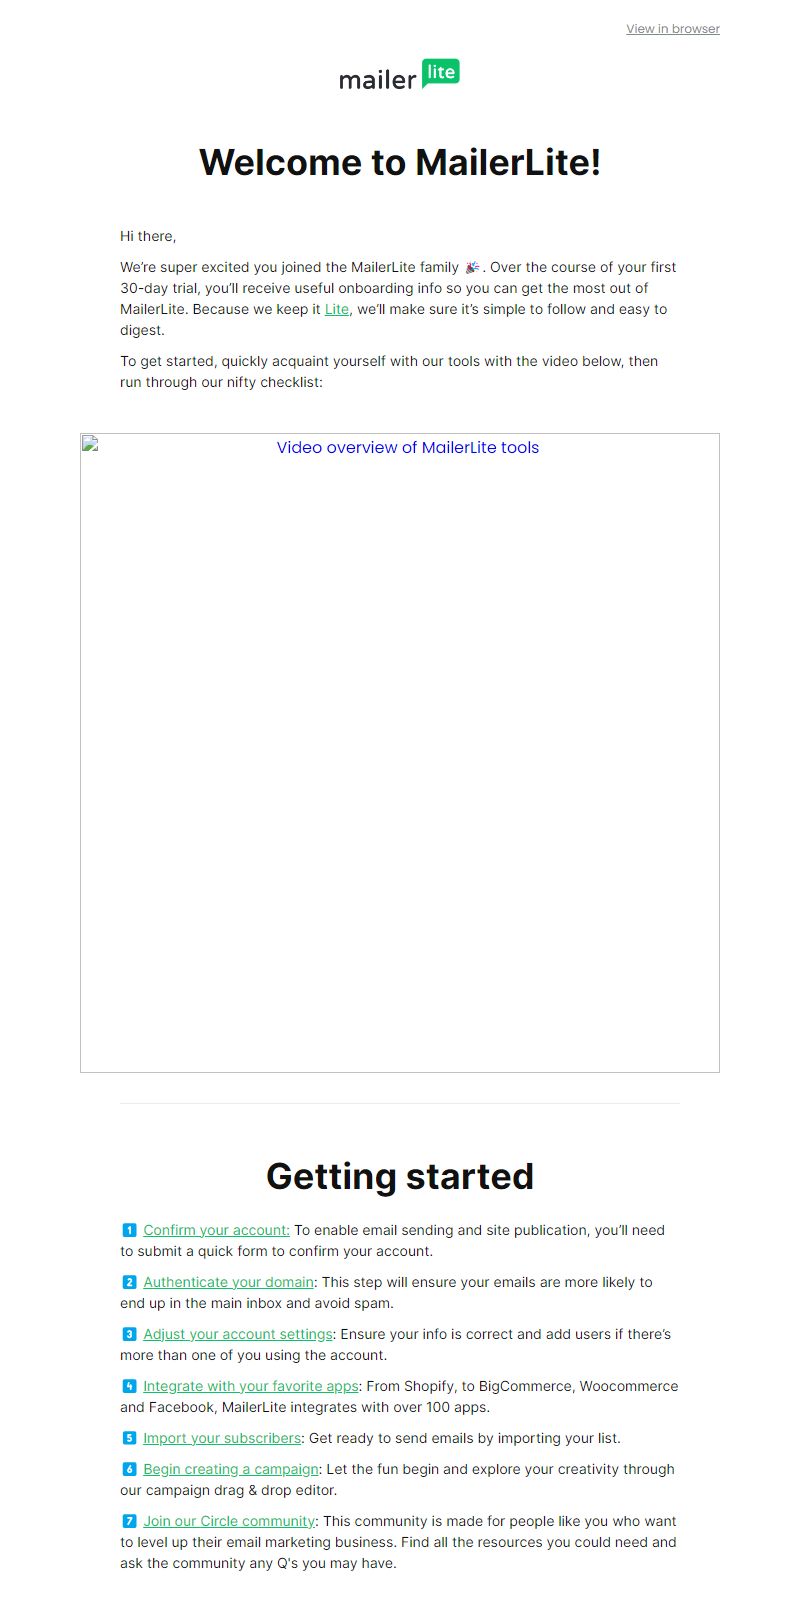 View in browser
mailer lite
Welcome to MailerLite!
Hi there,
We’re super excited you joined the MailerLite family 🎉. Over the course of your first
30-day trial, you’ll receive useful onboarding info so you can get the most out of
MailerLite. Because we keep it Lite, we’ll make sure it’s simple to follow and easy to
digest.
To get started, quickly acquaint yourself with our tools with the video below, then
run through our nifty checklist:
Video overview of MailerLite tools
Getting started
1️⃣ Confirm your account: To enable email sending and site publication, you’ll need
to submit a quick form to confirm your account.
2️⃣ Authenticate your domain: This step will ensure your emails are more likely to
end up in the main inbox and avoid spam.
3️⃣ Adjust your account settings: Ensure your info is correct and add users if there’s
more than one of you using the account.
4️⃣ Integrate with your favorite apps: From Shopify, to BigCommerce, Woocommerce
and Facebook, MailerLite integrates with over 100 apps.
5️⃣ Import your subscribers: Get ready to send emails by importing your list.
6️⃣ Begin creating a campaign: Let the fun begin and explore your creativity through
our campaign drag & drop editor.
7️⃣ Join our Circle community: This community is made for people like you who want
to level up their email marketing business. Find all the resources you could need and
ask the community any Q's you may have.